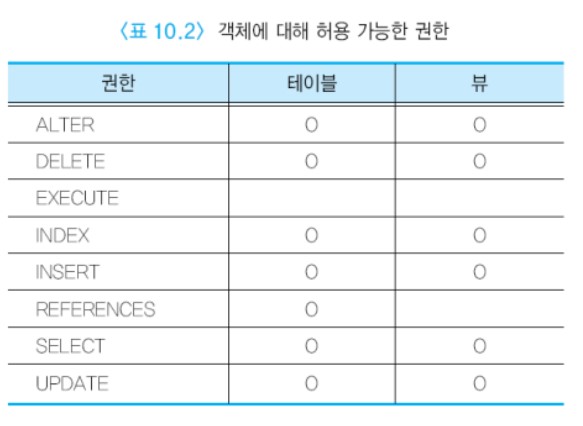 〈표 10.2〉 객체에 대해 허용 가능한 권한
권한 테이블 뷰
ALTER O O
DELETE O O
EXECUTE
INDEX O O
INSERT O O
REFERENCES O
SELECT O O
UPDATE O O